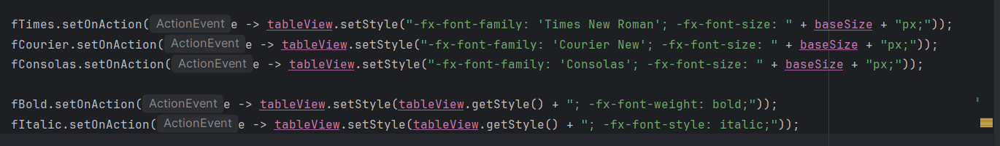 fTimes.setOnAction( ActionEvent e -> tableView.setStyle("-fx-font-family: 'Times New Roman'; -fx-font-size: " + baseSize + "px;"));
fCourier.setOnAction( ActionEvent e -> tableView.setStyle("-fx-font-family: 'Courier New'; -fx-font-size: " + baseSize + "px;"));
fConsolas.setOnAction( ActionEvent e -> tableView.setStyle("-fx-font-family: 'Consolas'; -fx-font-size: " + baseSize + "px;"));
fBold.setOnAction( ActionEvent e -> tableView.setStyle(tableView.getStyle() + "; -fx-font-weight: bold;"));
fItalic.setOnAction( ActionEvent e -> tableView.setStyle(tableView.getStyle() + "; -fx-font-style: italic;"));